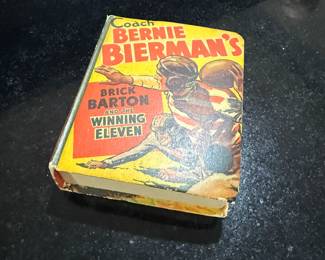 Coach
BERNIE
BIERMAN'S
BRICK
BARTON
AND THE
WINNING
ELEVEN